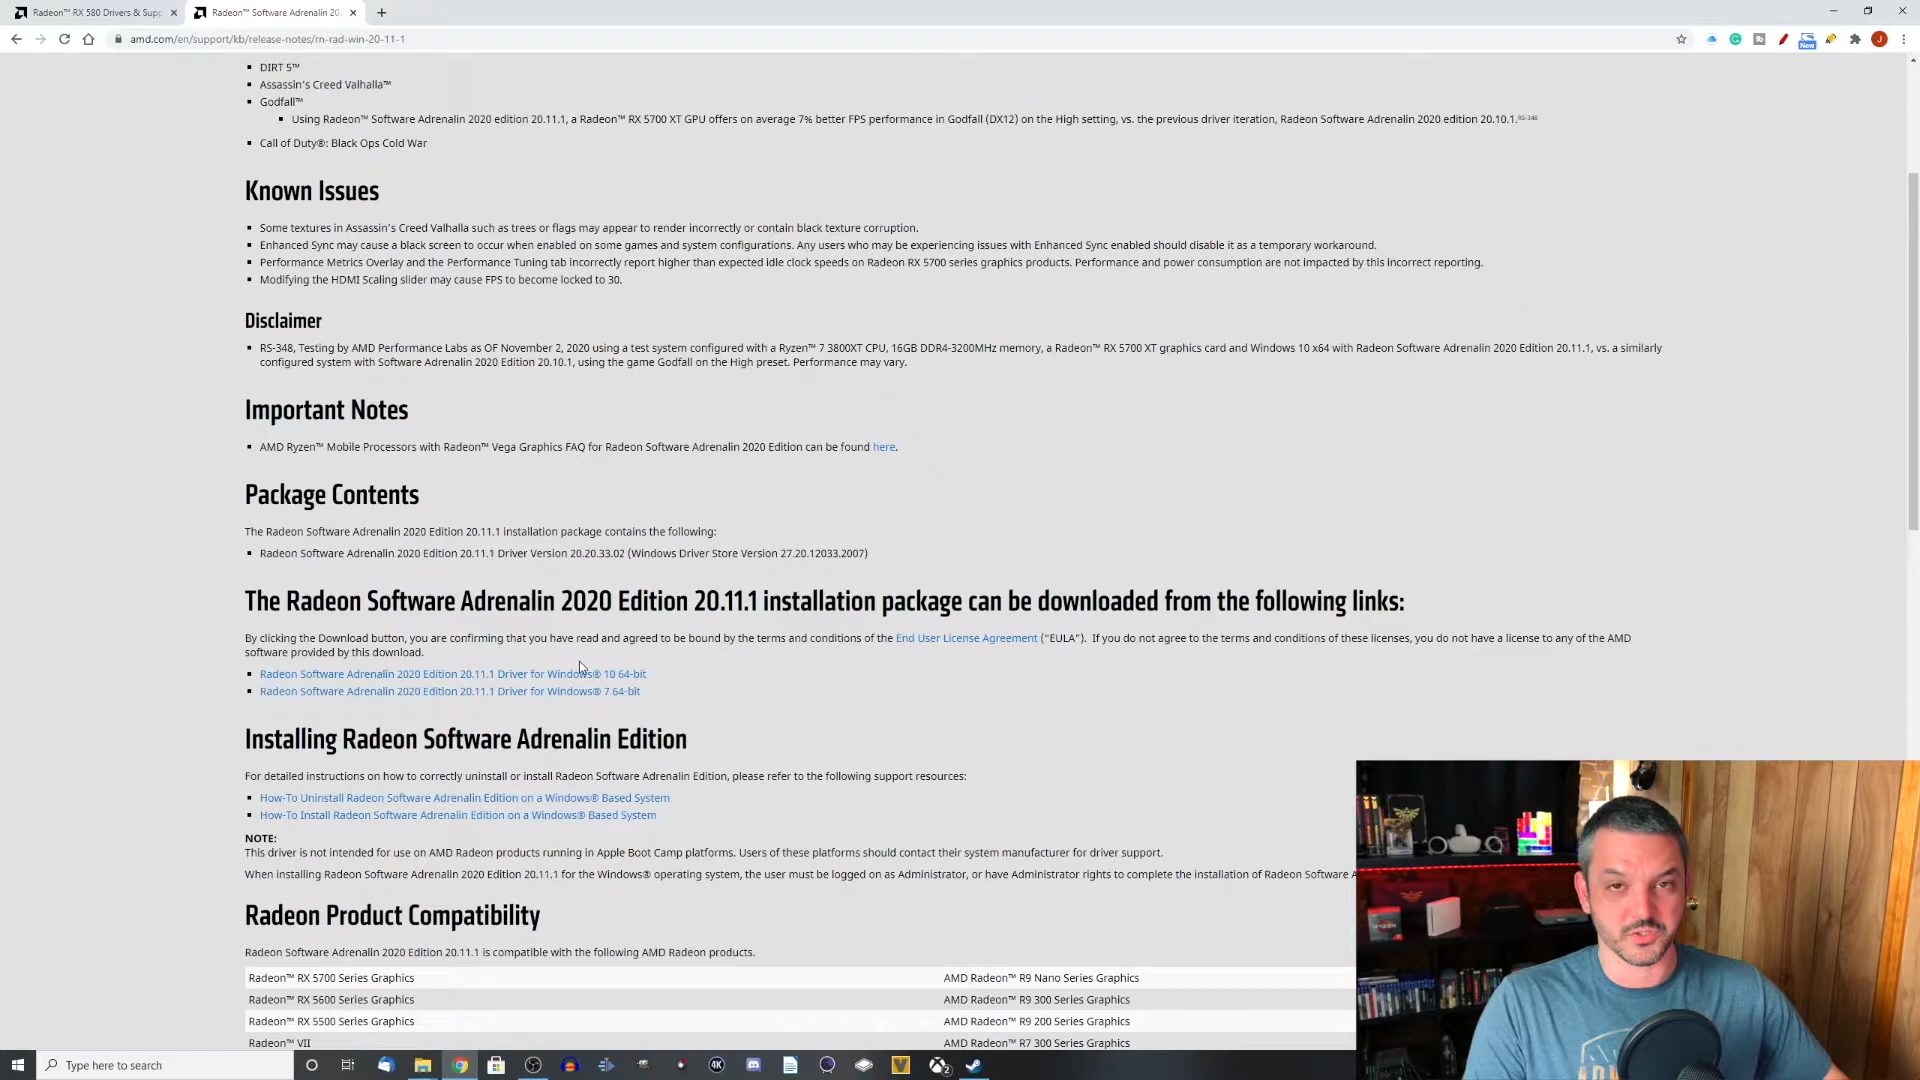 Radeon™ RX 580 Drivers & Supp
Radeon™ Software Adrenalin 20
amd.com/en/support/kb/release-notes/rn-rad-win-20-11-1
New
J
DIRT 5™
Assassin's Creed Valhalla™
Godfall™
Using Radeon™ Software Adrenalin 2020 edition 20.11.1, a Radeon™ RX 5700 XT GPU offers on average 7% better FPS performance in Godfall (DX12) on the High setting, vs. the previous driver iteration, Radeon Software Adrenalin 2020 edition 20.10.1.RS-348
Call of Duty®: Black Ops Cold War
Known Issues
Some textures in Assassin's Creed Valhalla such as trees or flags may appear to render incorrectly or contain black texture corruption.
Enhanced Sync may cause a black screen to occur when enabled on some games and system configurations. Any users who may be experiencing issues with Enhanced Sync enabled should disable it as a temporary workaround.
Performance Metrics Overlay and the Performance Tuning tab incorrectly report higher than expected idle clock speeds on Radeon RX 5700 series graphics products. Performance and power consumption are not impacted by this incorrect reporting.
Modifying the HDMI Scaling slider may cause FPS to become locked to 30.
Disclaimer
RS-348, Testing by AMD Performance Labs as OF November 2, 2020 using a test system configured with a Ryzen™ 7 3800XT CPU, 16GB DDR4-3200MHz memory, a Radeon™ RX 5700 XT graphics card and Windows 10 x64 with Radeon Software Adrenalin 2020 Edition 20.11.1, vs. a similarly
configured system with Software Adrenalin 2020 Edition 20.10.1, using the game Godfall on the High preset. Performance may vary.
Important Notes
AMD Ryzen™ Mobile Processors with Radeon™ Vega Graphics FAQ for Radeon Software Adrenalin 2020 Edition can be found here.
Package Contents
The Radeon Software Adrenalin 2020 Edition 20.11.1 installation package contains the following:
Radeon Software Adrenalin 2020 Edition 20.11.1 Driver Version 20.20.33.02 (Windows Driver Store Version 27.20.12033.2007)
The Radeon Software Adrenalin 2020 Edition 20.11.1 installation package can be downloaded from the following links:
By clicking the Download button, you are confirming that you have read and agreed to be bound by the terms and conditions of the End User License Agreement ("EULA"). If you do not agree to the terms and conditions of these licenses, you do not have a license to any of the AMD
software provided by this download.
Radeon Software Adrenalin 2020 Edition 20.11.1 Driver for Windows® 10 64-bit
Radeon Software Adrenalin 2020 Edition 20.11.1 Driver for Windows® 7 64-bit
Installing Radeon Software Adrenalin Edition
For detailed instructions on how to correctly uninstall or install Radeon Software Adrenalin Edition, please refer to the following support resources:
How-To Uninstall Radeon Software Adrenalin Edition on a Windows® Based System
How-To Install Radeon Software Adrenalin Edition on a Windows® Based System
NOTE:
This driver is not intended for use on AMD Radeon products running in Apple Boot Camp platforms. Users of these platforms should contact their system manufacturer for driver support.
When installing Radeon Software Adrenalin 2020 Edition 20.11.1 for the Windows® operating system, the user must be logged on as Administrator, or have Administrator rights to complete the installation of Radeon Software A
Radeon Product Compatibility
Radeon Software Adrenalin 2020 Edition 20.11.1 is compatible with the following AMD Radeon products.
Radeon™ RX 5700 Series Graphics
AMD Radeon™ R9 Nano Series Graphics
Radeon™ RX 5600 Series Graphics
AMD Radeon™ R9 300 Series Graphics
Radeon™ RX 5500 Series Graphics
AMD Radeon™ R9 200 Series Graphics
Radeon™ VII
AMD Radeon™ R7 300 Series Graphics
Type here to search
4K
2